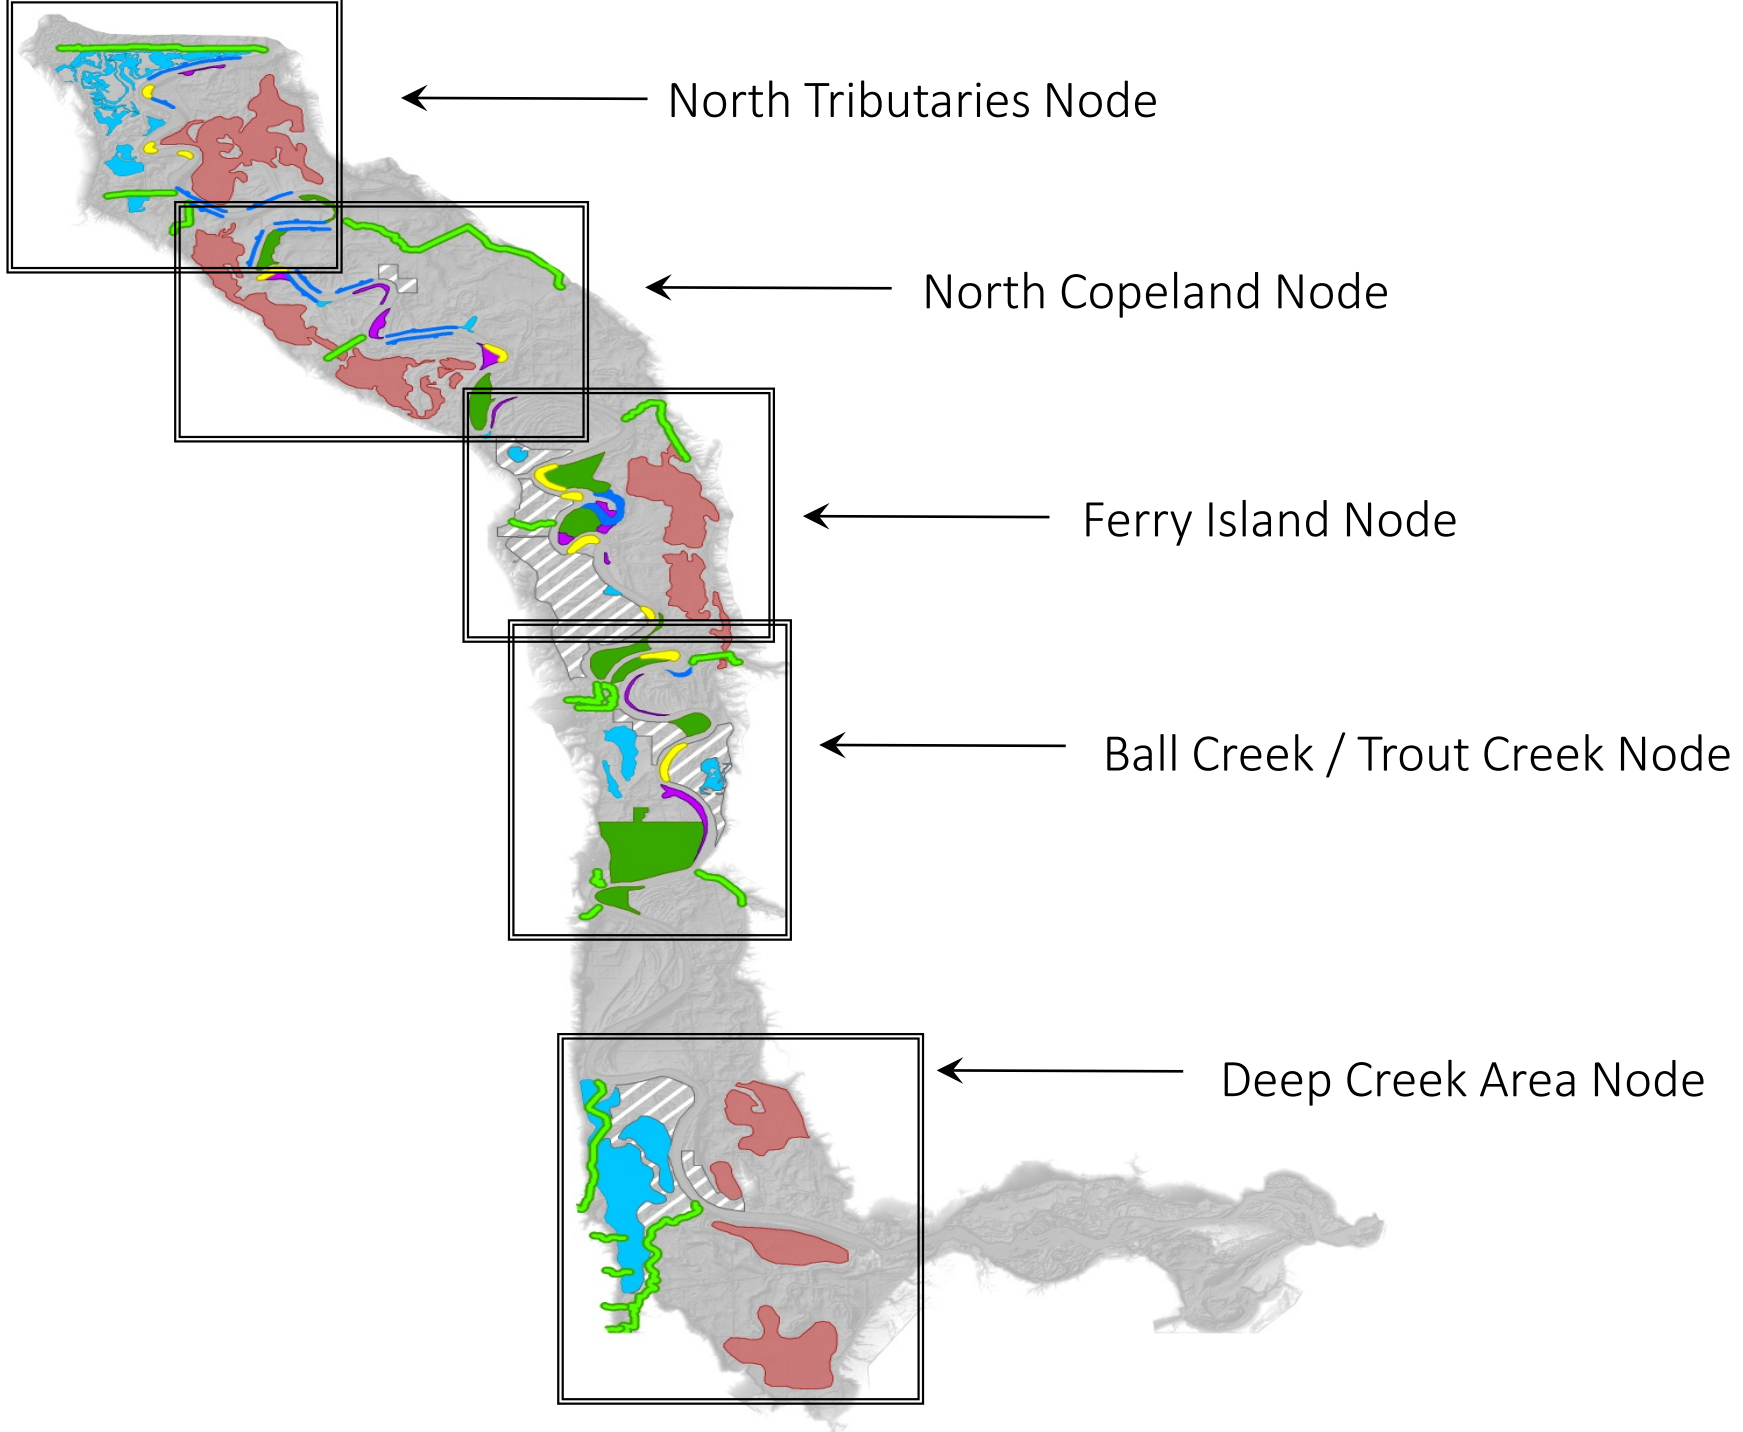 North Tributaries Node
North Copeland Node
Ferry Island Node
Ball Creek / Trout Creek Node
Deep Creek Area Node